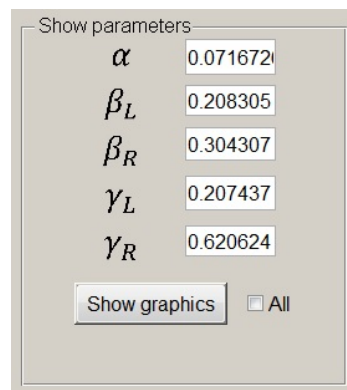 Show parameters
α 0.071672
β_L 0.208305
β_R 0.304307
γ_L 0.207437
γ_R 0.620624
Show graphics All